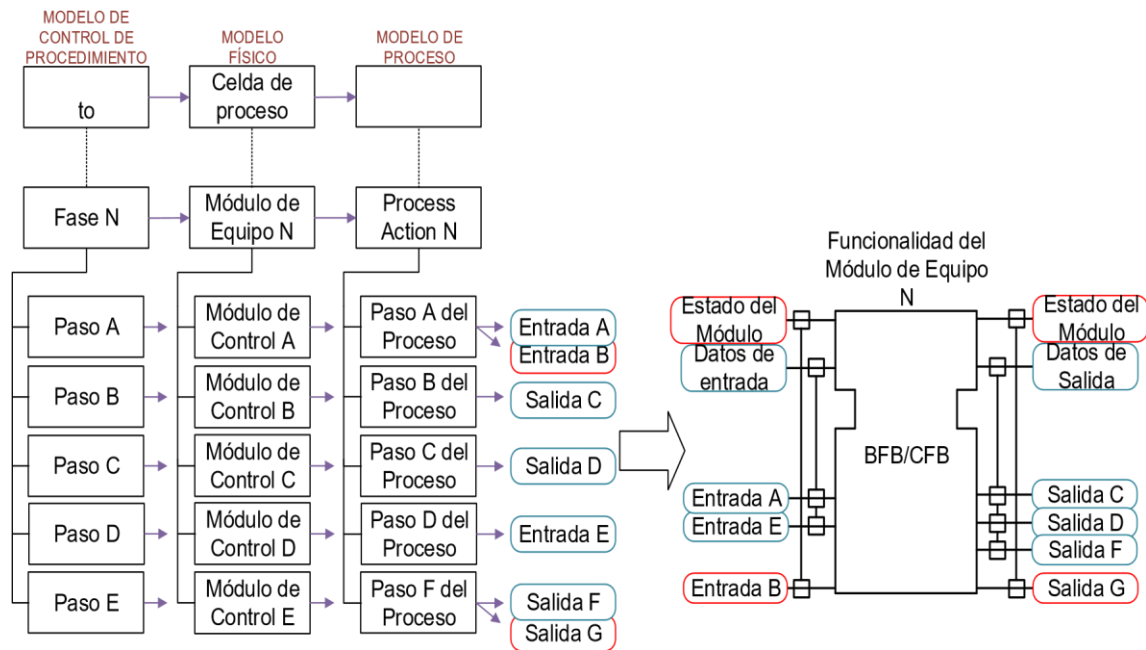 MODELO DE
CONTROL DE
PROCEDIMIENTO
MODELO
FÍSICO
MODELO DE
PROCESO
to
Celda de
proceso
Fase N
Módulo de
Equipo N
Process
Action N
Paso A
Módulo de
Control A
Paso A del
Proceso
Entrada A
Entrada B
Paso B
Módulo de
Control B
Paso B del
Proceso
Salida C
Paso C
Módulo de
Control C
Paso C del
Proceso
Salida D
Paso D
Módulo de
Control D
Paso D del
Proceso
Entrada E
Paso E
Módulo de
Control E
Paso F del
Proceso
Salida F
Salida G
Funcionalidad del
Módulo de Equipo
N
Estado del
Módulo
Datos de
entrada
Entrada A
Entrada E
Entrada B
BFB/CFB
Estado del
Módulo
Datos de
Salida
Salida C
Salida D
Salida F
Salida G